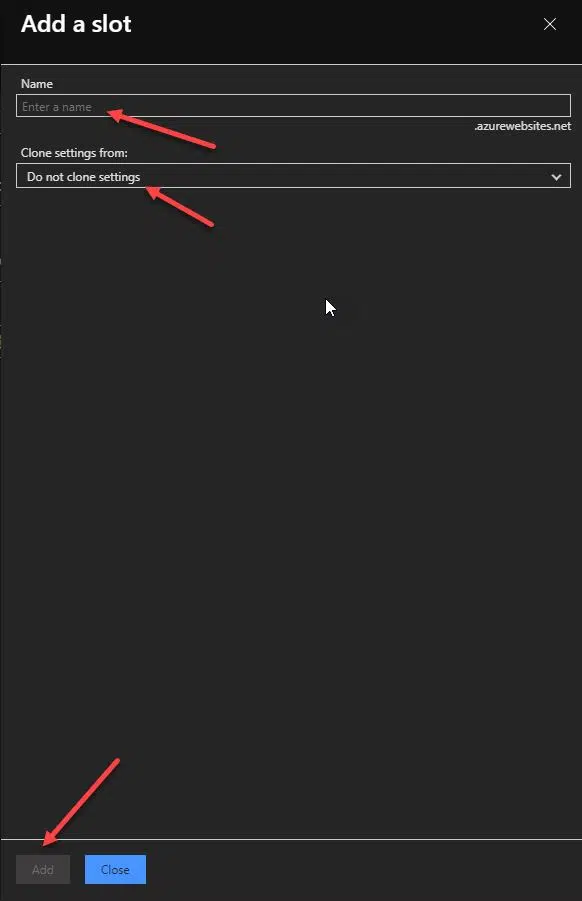 Add a slot
Name
Enter a name
.azurewebsites.net
Clone settings from:
Do not clone settings
Add
Close